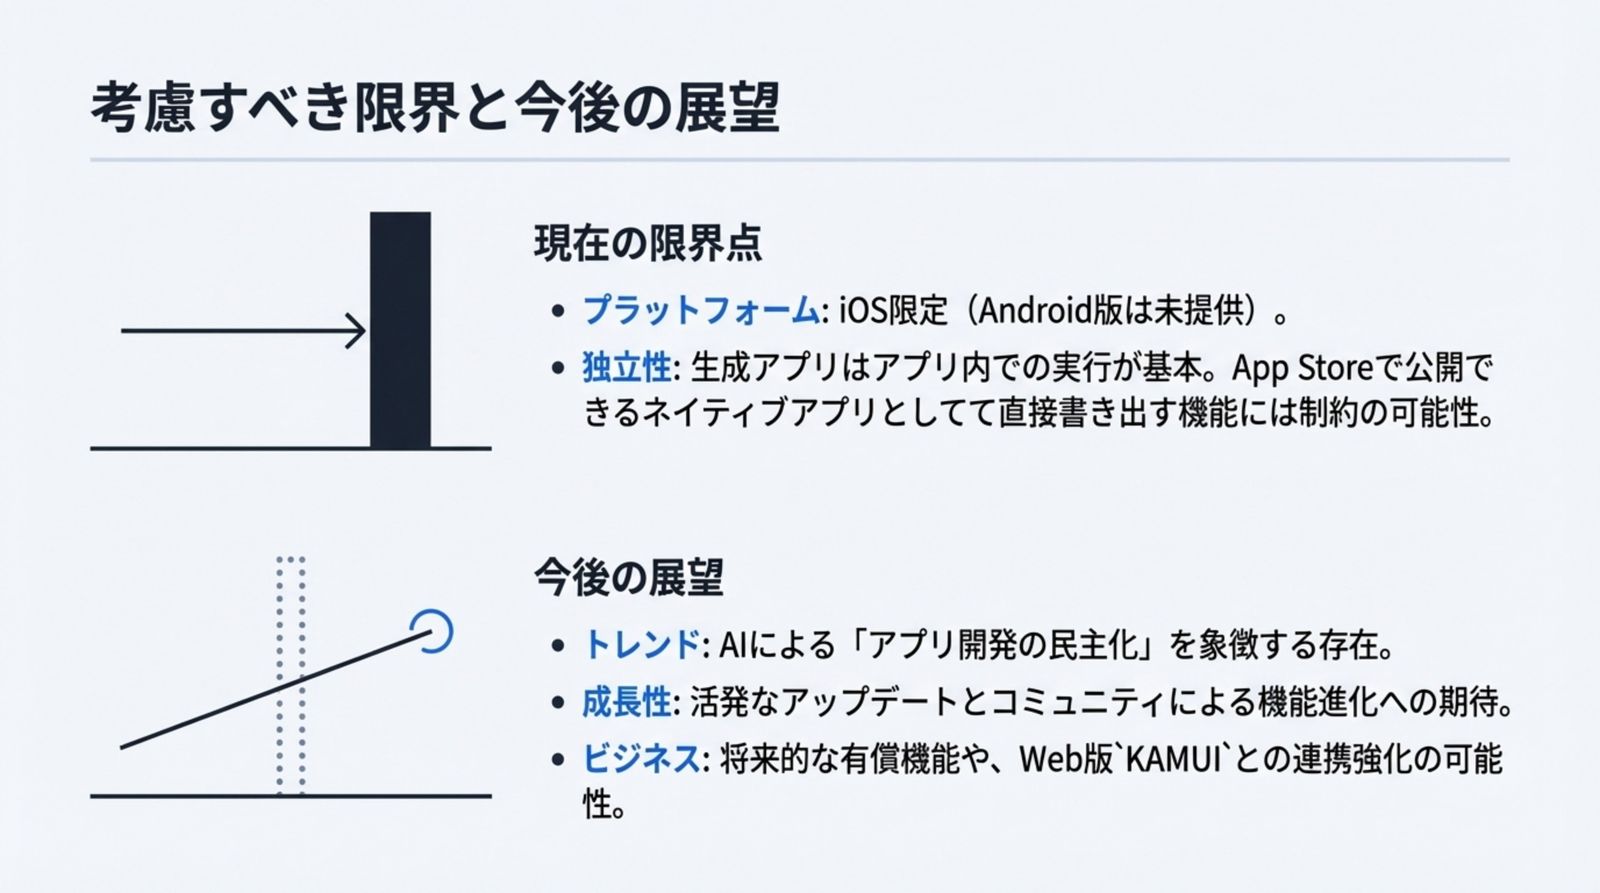 考慮すべき限界と今後の展望
現在の限界点
• プラットフォーム: iOS限定（Android版は未提供）。
• 独立性: 生成アプリはアプリ内での実行が基本。App Storeで公開で
きるネイティブアプリとしてて直接書き出す機能には制約の可能性。
今後の展望
• トレンド: AIによる「アプリ開発の民主化」を象徴する存在。
• 成長性: 活発なアップデートとコミュニティによる機能進化への期待。
• ビジネス: 将来的な有償機能や、Web版`KAMUI`との連携強化の可能
性。